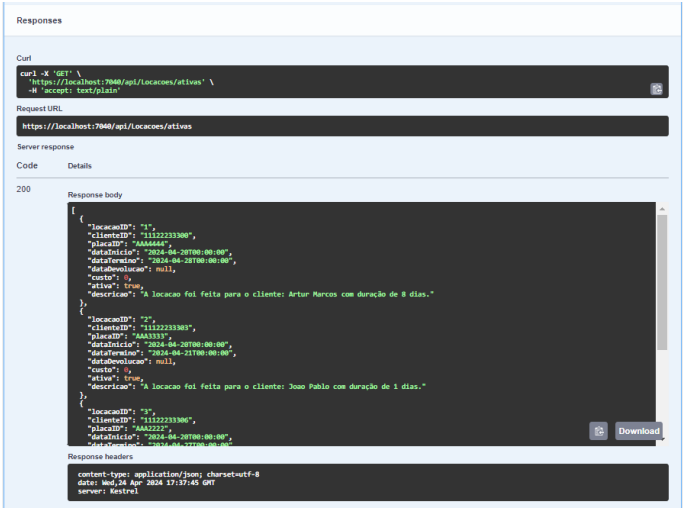 Responses
Curl
curl -X 'GET' \
  'https://localhost:7040/api/Locacoes/ativas' \
  -H 'accept: text/plain'
Request URL
https://localhost:7040/api/Locacoes/ativas
Server response
Code Details
200
Response body
[
  {
    "locacaoID": "1",
    "clienteID": "11122233300",
    "placaID": "AAA4444",
    "dataInicio": "2024-04-20T00:00:00",
    "dataTermino": "2024-04-28T00:00:00",
    "dataDevolucao": null,
    "custo": 0,
    "ativa": true,
    "descricao": "A locacao foi feita para o cliente: Artur Marcos com duração de 8 dias."
  },
  {
    "locacaoID": "2",
    "clienteID": "11122233303",
    "placaID": "AAA3333",
    "dataInicio": "2024-04-20T00:00:00",
    "dataTermino": "2024-04-21T00:00:00",
    "dataDevolucao": null,
    "custo": 0,
    "ativa": true,
    "descricao": "A locacao foi feita para o cliente: Joao Pablo com duração de 1 dias."
  },
  {
    "locacaoID": "3",
    "clienteID": "11122233306",
    "placaID": "AAA2222",
    "dataInicio": "2024-04-20T00:00:00",
    "dataTermino": "2024-04-27T00:00:00",
Download
Response headers
content-type: application/json; charset=utf-8
date: Wed,24 Apr 2024 17:37:45 GMT
server: Kestrel